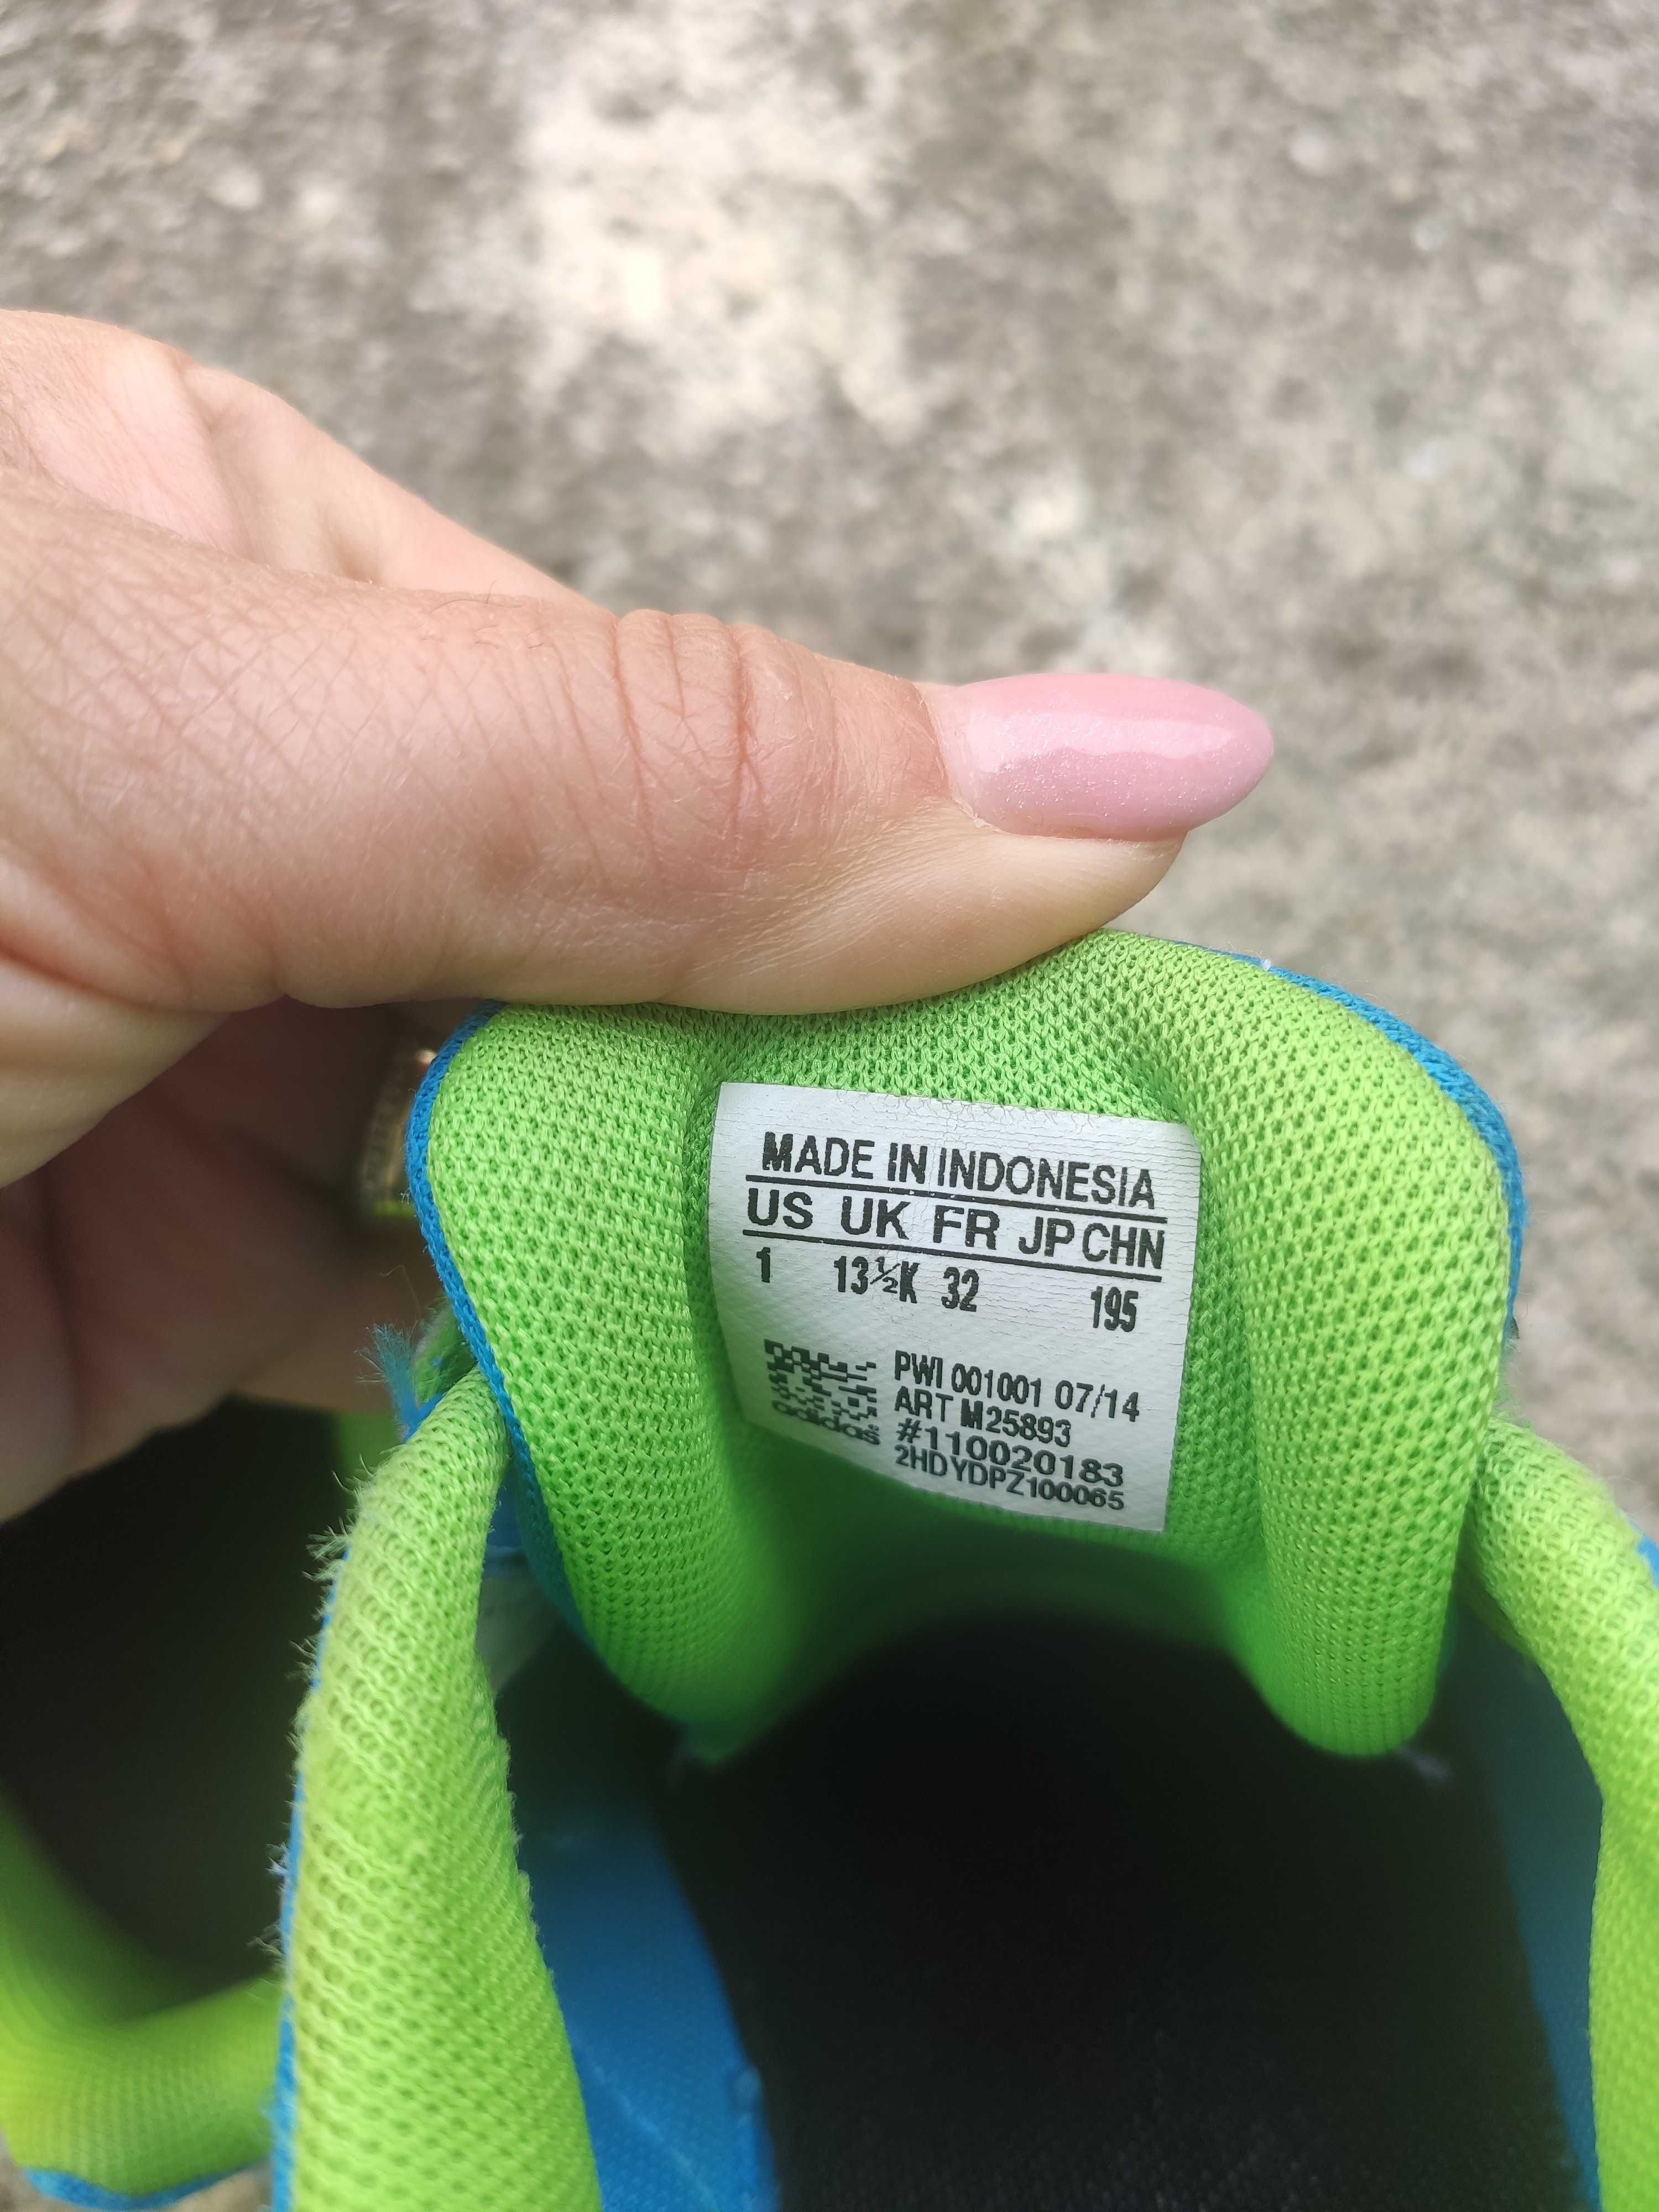 MADE IN INDONESIA
US UK FR JP CHN
1 13½K 32 195
PWI 001001 07/14
ART M25893
#110020183
2HDYDPZ100065
adidas